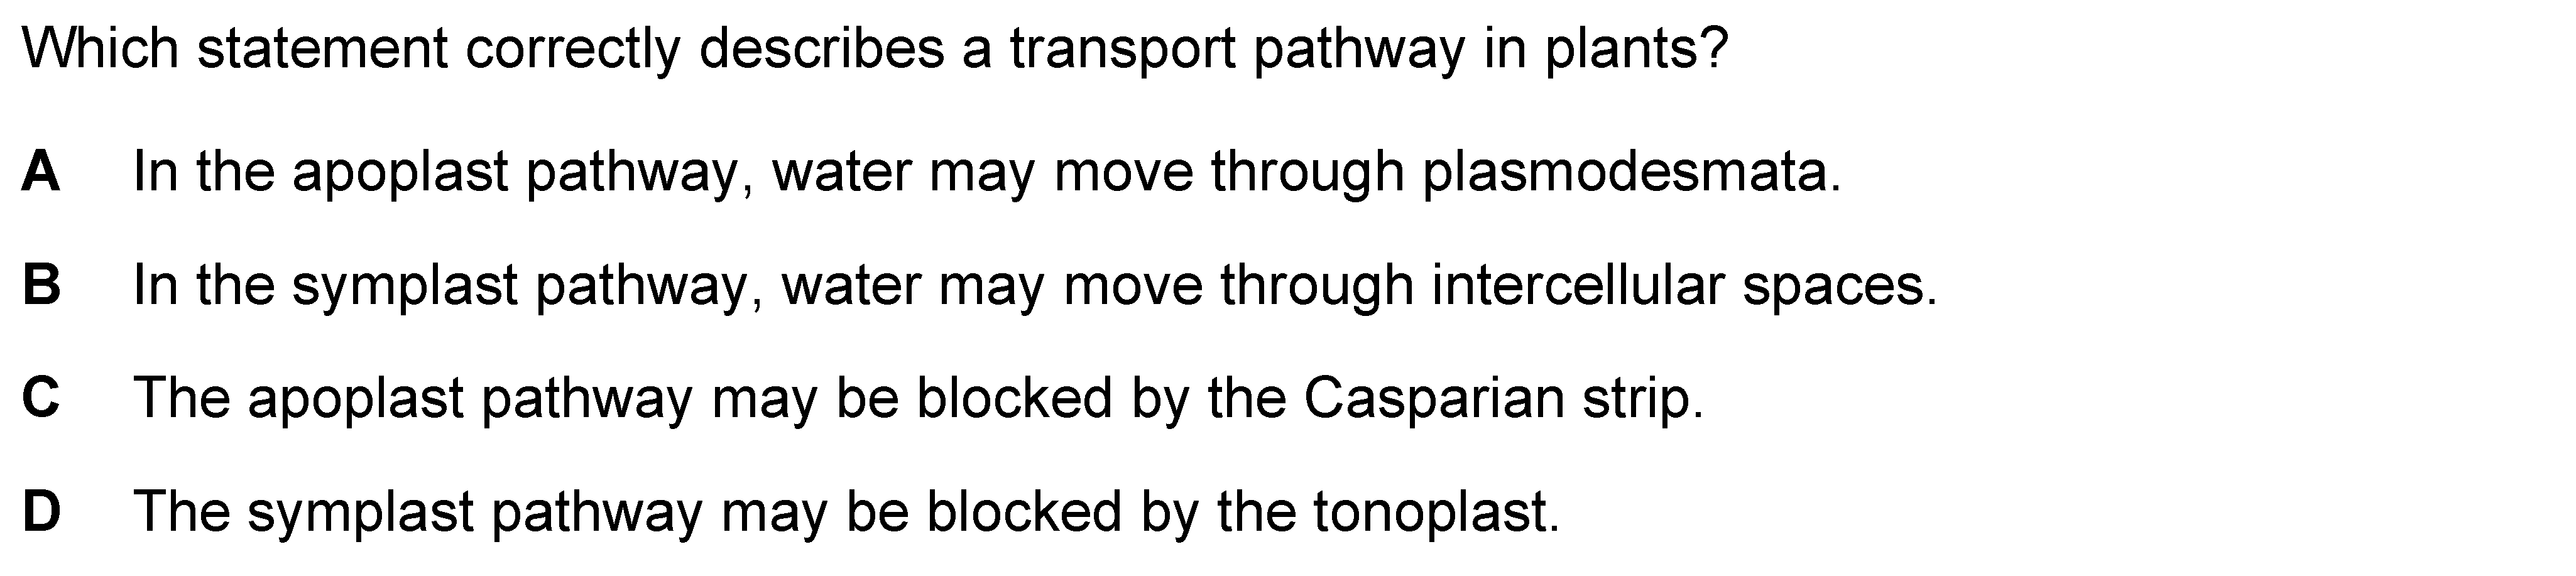 Which statement correctly describes a transport pathway in plants?
A In the apoplast pathway, water may move through plasmodesmata.
B In the symplast pathway, water may move through intercellular spaces.
C The apoplast pathway may be blocked by the Casparian strip.
D The symplast pathway may be blocked by the tonoplast.